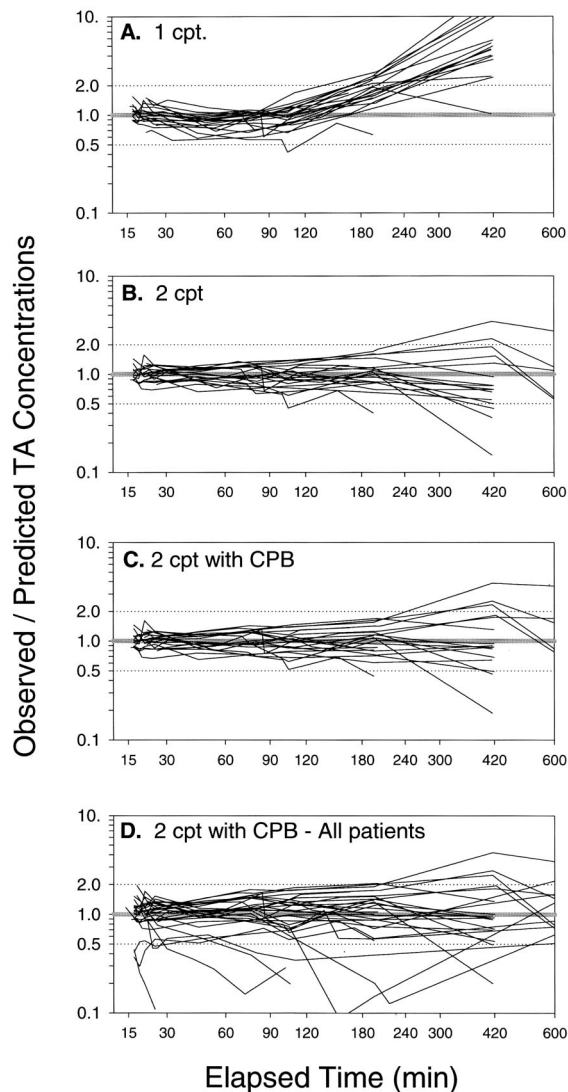 Observed / Predicted TA Concentrations
A. 1 cpt.
10.
2.0
1.0
0.5
0.1
15 30 60 90 120 180 240 300 420 600
B. 2 cpt
10.
2.0
1.0
0.5
0.1
15 30 60 90 120 180 240 300 420 600
C. 2 cpt with CPB
10.
2.0
1.0
0.5
0.1
15 30 60 90 120 180 240 300 420 600
D. 2 cpt with CPB - All patients
10.
2.0
1.0
0.5
0.1
15 30 60 90 120 180 240 300 420 600
Elapsed Time (min)